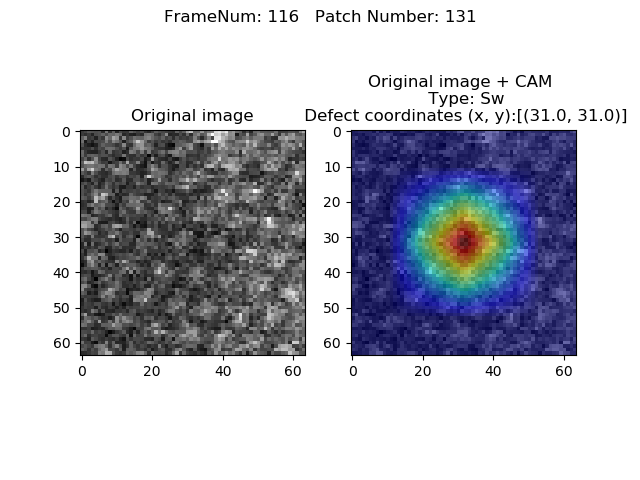 FrameNum: 116   Patch Number: 131
Original image
Original image + CAM
Type: Sw
Defect coordinates (x, y):[(31.0, 31.0)]
0
10
20
30
40
50
60
0 20 40 60
0
10
20
30
40
50
60
0 20 40 60